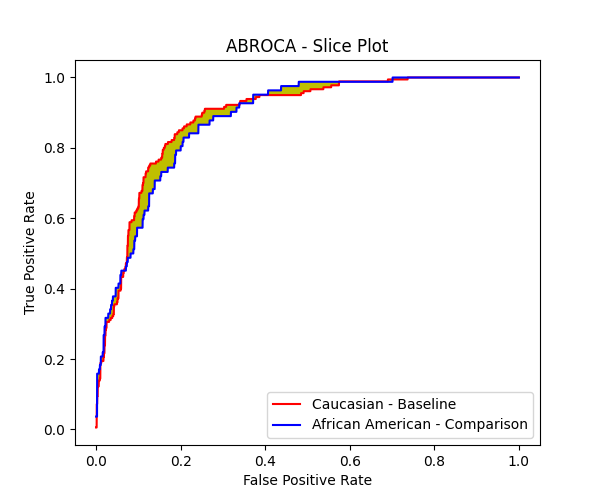 ABROCA - Slice Plot
True Positive Rate
1.0
0.8
0.6
0.4
0.2
0.0
0.0 0.2 0.4 0.6 0.8 1.0
False Positive Rate
Caucasian - Baseline
African American - Comparison